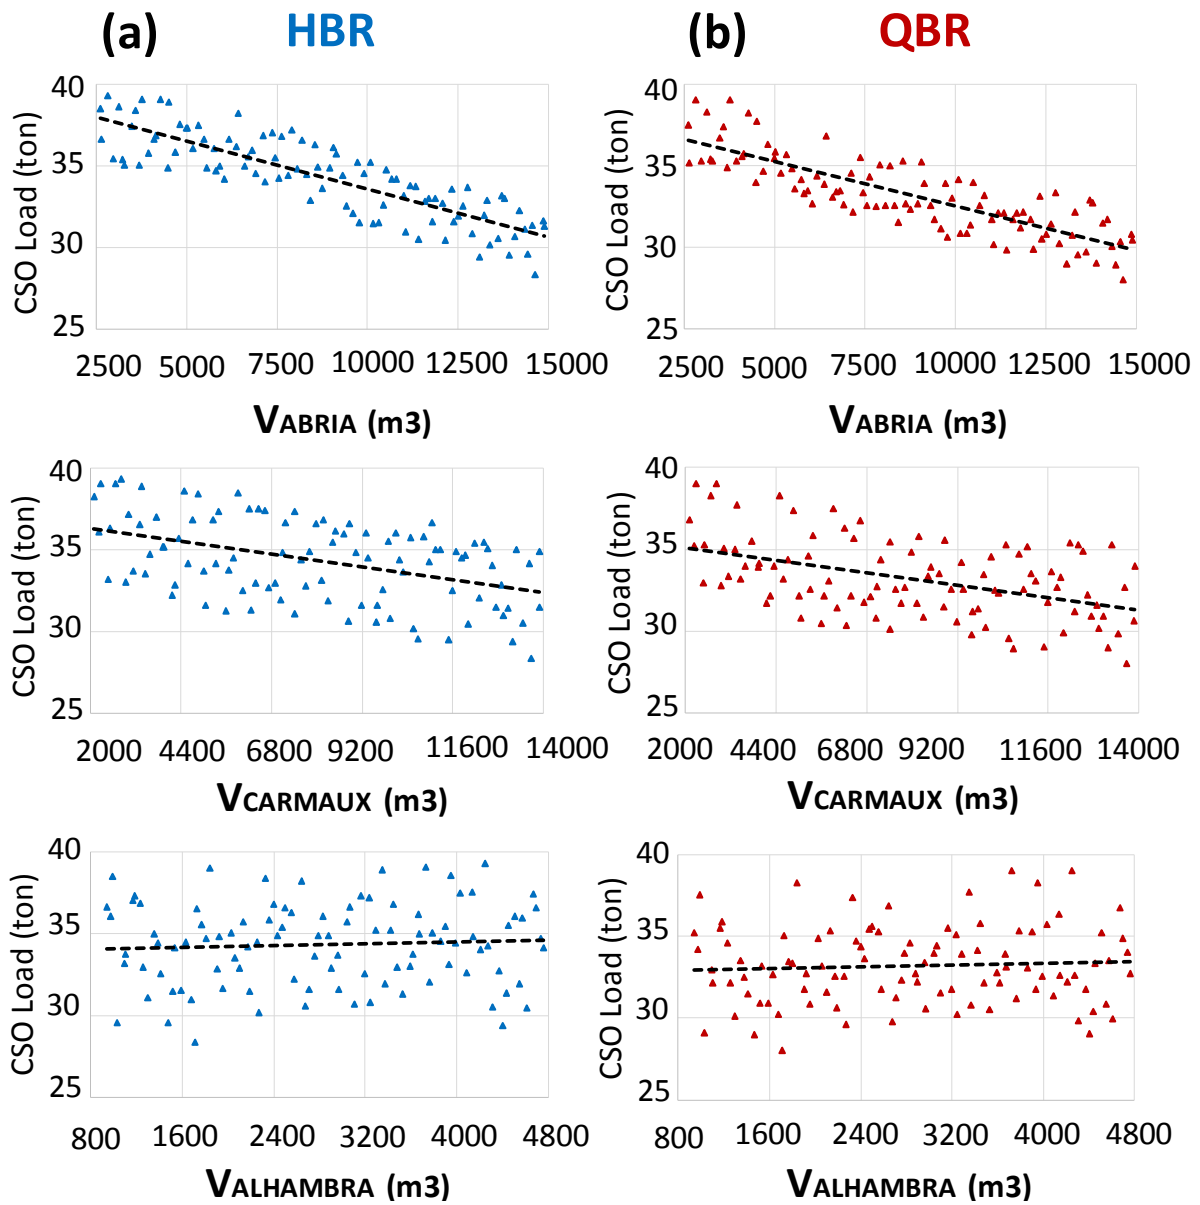 (a) HBR (b) QBR
40 40
35 35
30 30
25 25
CSO Load (ton) CSO Load (ton)
2500 5000 7500 10000 12500 15000 2500 5000 7500 10000 12500 15000
VABRIA (m3) VABRIA (m3)
40 40
35 35
30 30
25 25
CSO Load (ton) CSO Load (ton)
2000 4400 6800 9200 11600 14000 2000 4400 6800 9200 11600 14000
VCARMAUX (m3) VCARMAUX (m3)
40 40
35 35
30 30
25 25
CSO Load (ton) CSO Load (ton)
800 1600 2400 3200 4000 4800 800 1600 2400 3200 4000 4800
VALHAMBRA (m3) VALHAMBRA (m3)